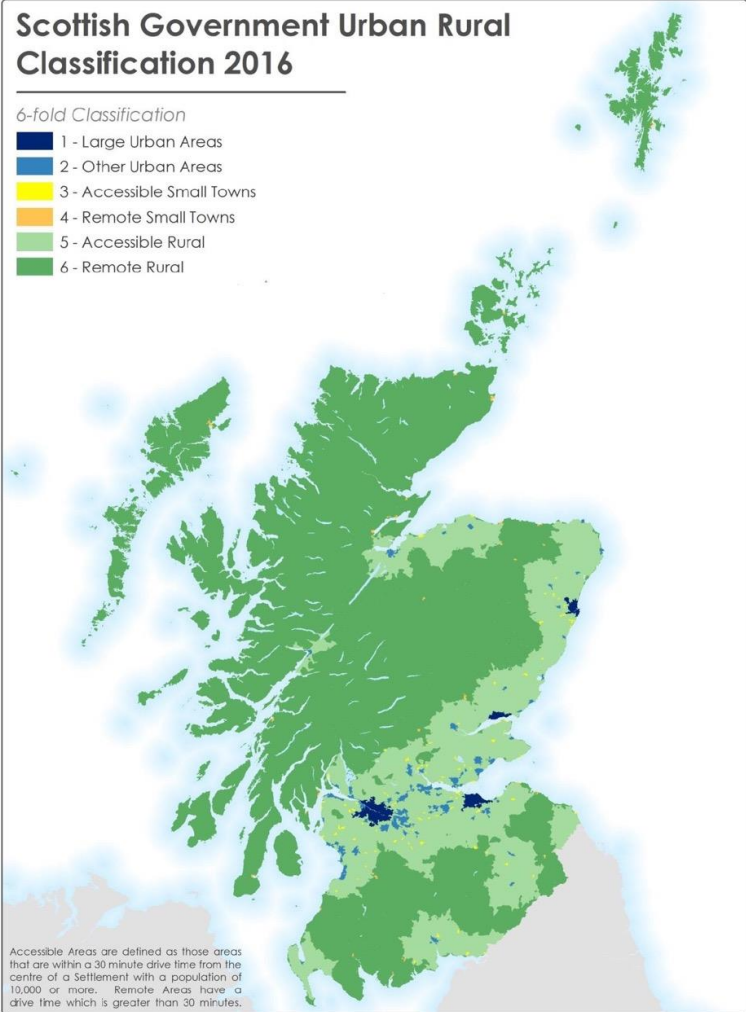 Scottish Government Urban Rural
Classification 2016
6-fold Classification
1 - Large Urban Areas
2 - Other Urban Areas
3 - Accessible Small Towns
4 - Remote Small Towns
5 - Accessible Rural
6 - Remote Rural
Accessible Areas are defined as those areas
that are within a 30 minute drive time from the
centre of a Settlement with a population of
10,000 or more. Remote Areas have a
drive time which is greater than 30 minutes.